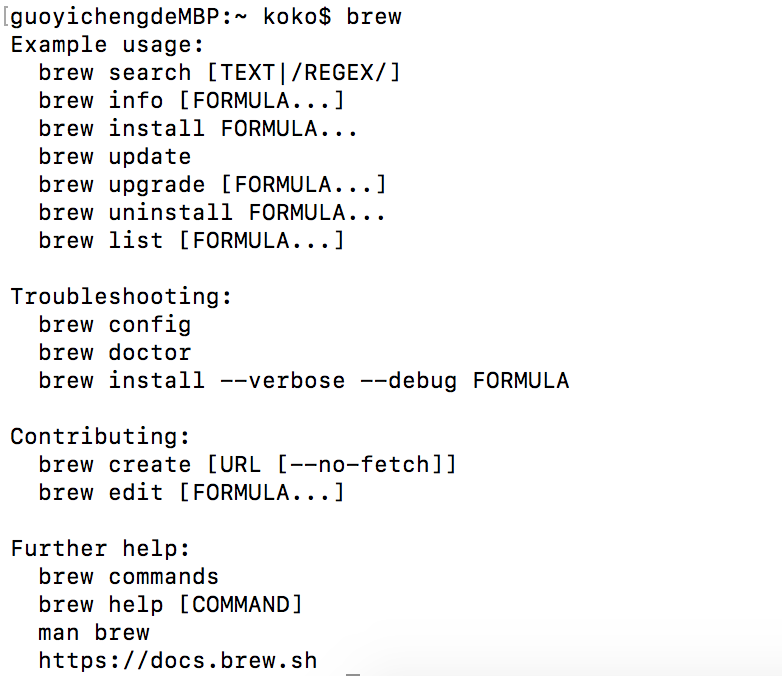 [guoyichengdeMBP:~ koko$ brew
Example usage:
  brew search [TEXT|/REGEX/]
  brew info [FORMULA...]
  brew install FORMULA...
  brew update
  brew upgrade [FORMULA...]
  brew uninstall FORMULA...
  brew list [FORMULA...]

Troubleshooting:
  brew config
  brew doctor
  brew install --verbose --debug FORMULA

Contributing:
  brew create [URL [--no-fetch]]
  brew edit [FORMULA...]

Further help:
  brew commands
  brew help [COMMAND]
  man brew
  https://docs.brew.sh